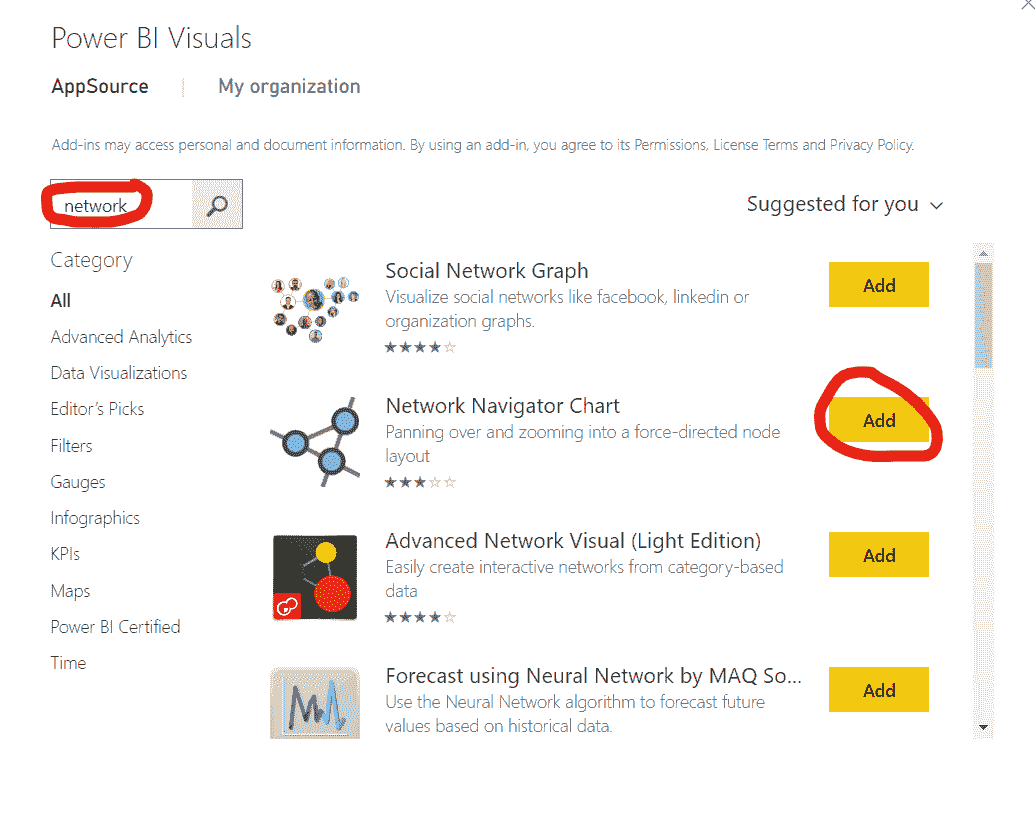 Power BI Visuals
AppSource | My organization
Add-ins may access personal and document information. By using an add-in, you agree to its Permissions, License Terms and Privacy Policy.
network
Suggested for you
Category
All
Advanced Analytics
Data Visualizations
Editor's Picks
Filters
Gauges
Infographics
KPIs
Maps
Power BI Certified
Time
Social Network Graph
Visualize social networks like facebook, linkedin or
organization graphs.
Add
Network Navigator Chart
Panning over and zooming into a force-directed node
layout
Add
Advanced Network Visual (Light Edition)
Easily create interactive networks from category-based
data
Add
Forecast using Neural Network by MAQ So...
Use the Neural Network algorithm to forecast future
values based on historical data.
Add